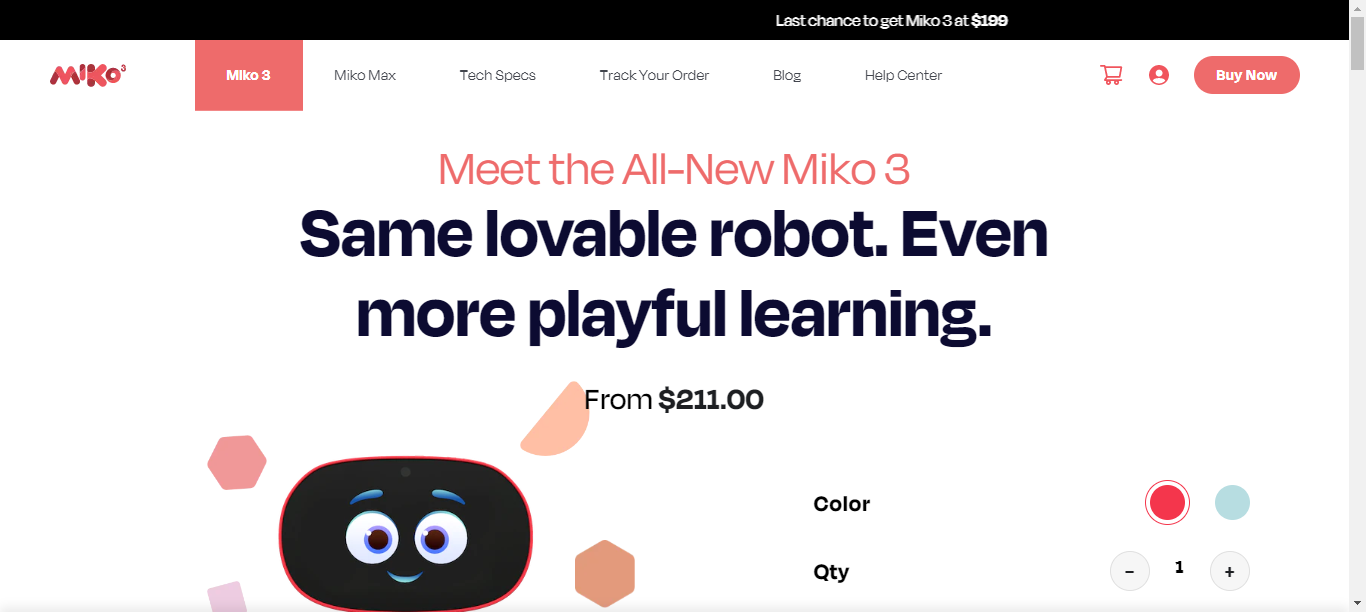 Last chance to get Miko 3 at $199
MIKO 3
Miko 3
Miko Max
Tech Specs
Track Your Order
Blog
Help Center
Buy Now
Meet the All-New Miko 3
Same lovable robot. Even
more playful learning.
From $211.00
Color
Qty
- 1 +